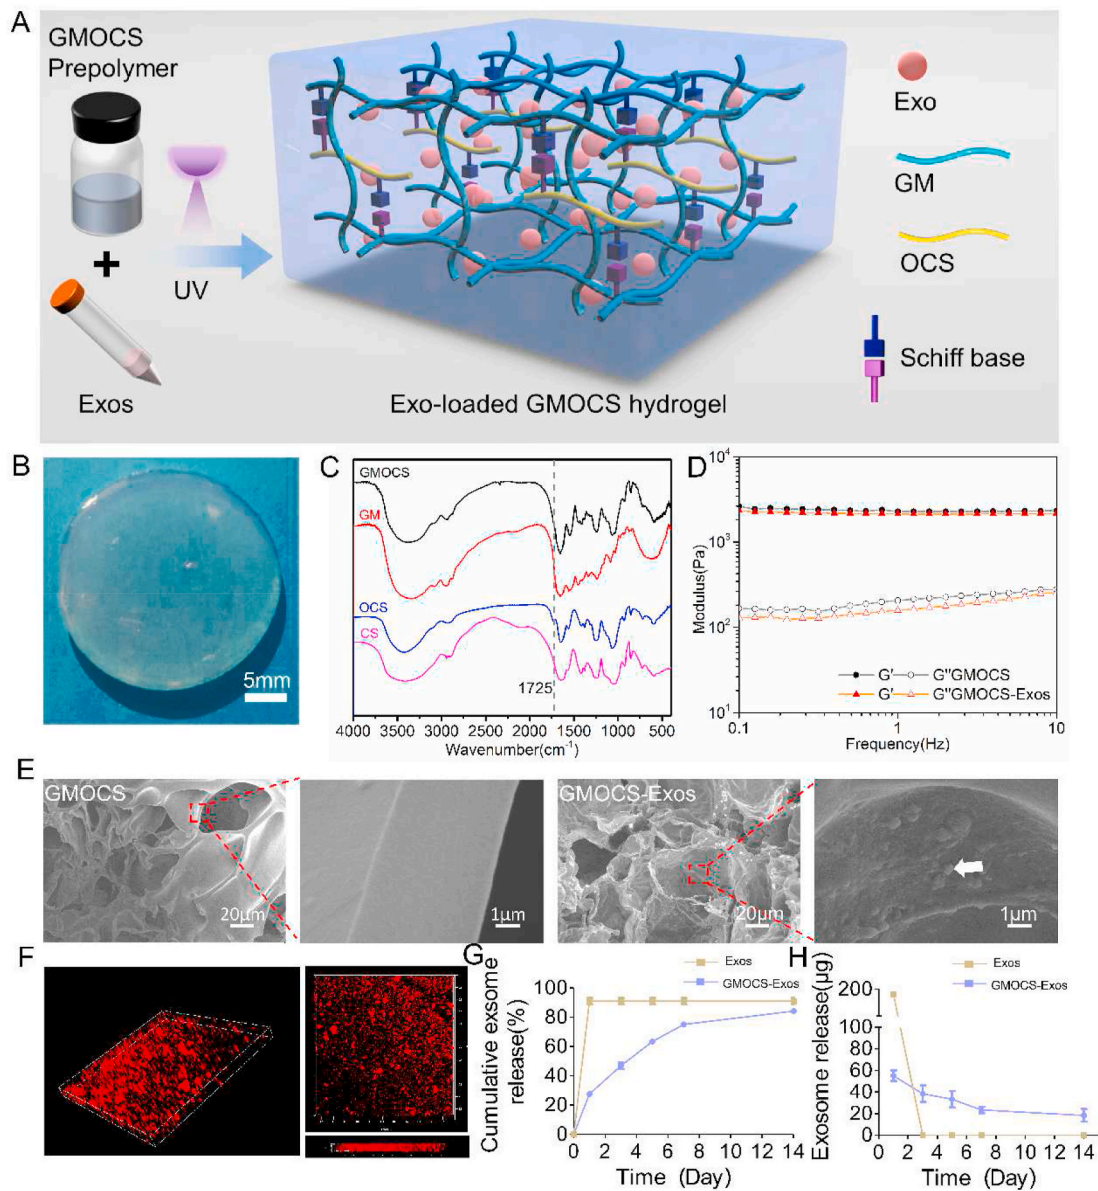 A
GMOCS
Prepolymer
+
Exos
UV
Exo-loaded GMOCS hydrogel
Exo
GM
OCS
Schiff base
B
5mm
C
GMOCS
GM
OCS
CS
1725
4000 3500 3000 2500 2000 1500 1000 500
Wavenumber(cm-1)
D
Modulus(Pa)
10⁴
10³
10²
10¹
G′ G″GMOCS
G′ G″GMOCS-Exos
0.1 1 10
Frequency(Hz)
E
GMOCS
20μm
1μm
GMOCS-Exos
20μm
1μm
F
G
Exos
GMOCS-Exos
Cumulative exsome
release(%)
100
80
60
40
20
0
0 2 4 6 8 10 12 14
Time (Day)
H
Exos
GMOCS-Exos
Exosome release(μg)
200
100
80
60
40
20
0
0 2 4 6 8 10 12 14
Time (Day)